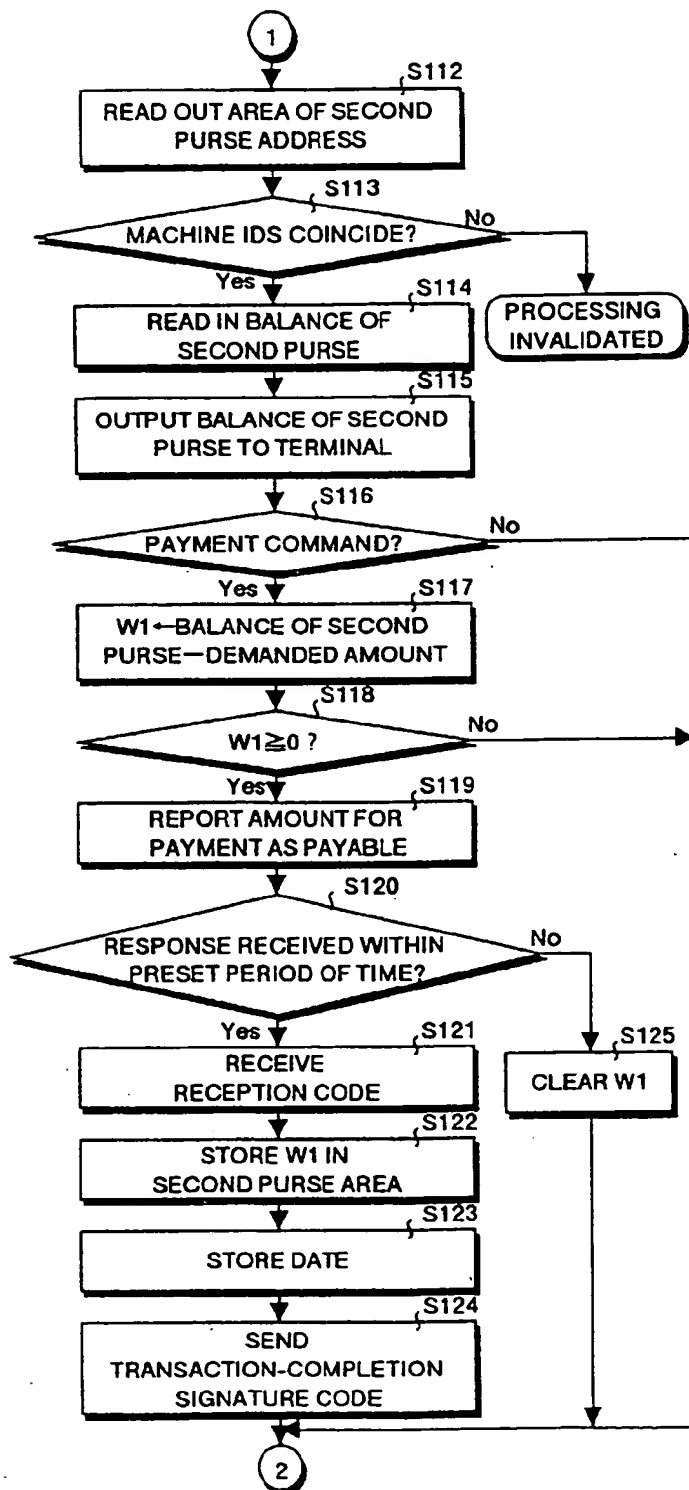 1
S112
READ OUT AREA OF SECOND
PURSE ADDRESS
S113
MACHINE IDS COINCIDE?
No
Yes
PROCESSING
INVALIDATED
S114
READ IN BALANCE OF
SECOND PURSE
S115
OUTPUT BALANCE OF SECOND
PURSE TO TERMINAL
S116
PAYMENT COMMAND?
No
Yes
S117
W1←BALANCE OF SECOND
PURSE−DEMANDED AMOUNT
S118
W1≧0 ?
No
Yes
S119
REPORT AMOUNT FOR
PAYMENT AS PAYABLE
S120
RESPONSE RECEIVED WITHIN
PRESET PERIOD OF TIME?
No
Yes
S121
RECEIVE
RECEPTION CODE
S125
CLEAR W1
S122
STORE W1 IN
SECOND PURSE AREA
S123
STORE DATE
S124
SEND
TRANSACTION-COMPLETION
SIGNATURE CODE
2